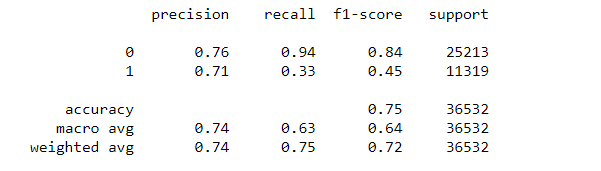 precision recall f1-score support
0 0.76 0.94 0.84 25213
1 0.71 0.33 0.45 11319
accuracy 0.75 36532
macro avg 0.74 0.63 0.64 36532
weighted avg 0.74 0.75 0.72 36532